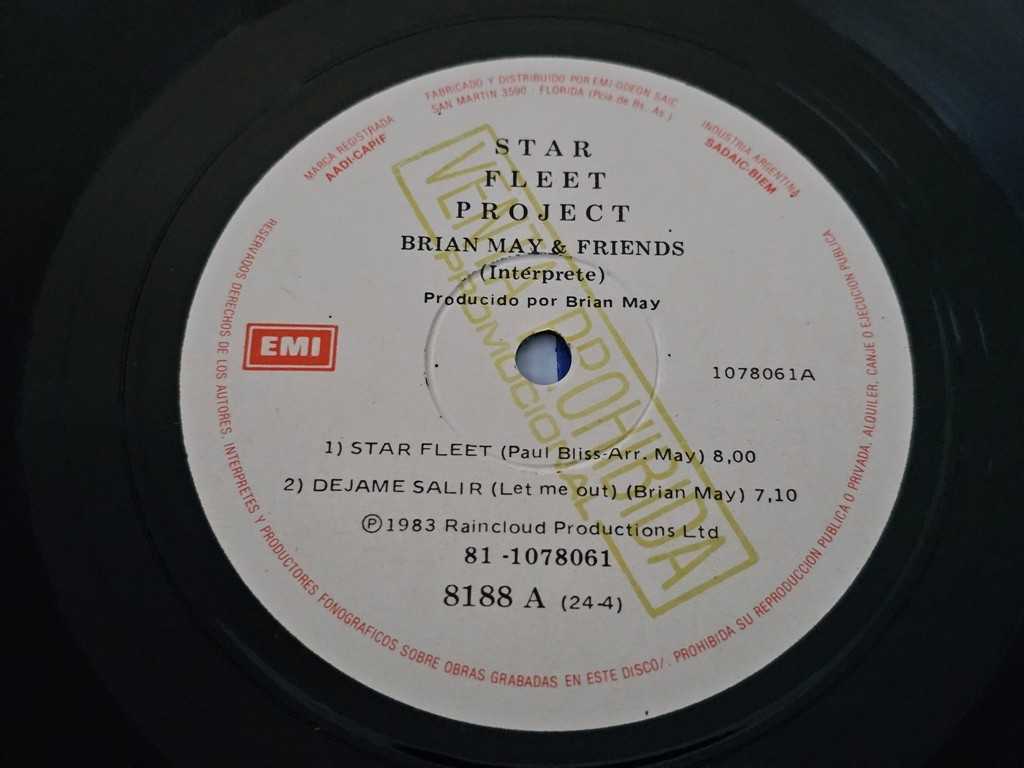 FABRICADO Y DISTRIBUIDO POR EMI-ODEON SAIC
SAN MARTIN 3590 - FLORIDA (Pcia de Bs. As.)
MARCA REGISTRADA
AADI-CAPIF
INDUSTRIA ARGENTINA
SADAIC-BIEM
STAR
FLEET
PROJECT
BRIAN MAY & FRIENDS
(Intérprete)
Producido por Brian May
VENTA PROHIBIDA
PROMOCIONAL
EMI
1078061A
1) STAR FLEET (Paul Bliss-Arr. May) 8,00
2) DEJAME SALIR (Let me out) (Brian May) 7,10
℗1983 Raincloud Productions Ltd
81 -1078061
8188 A (24-4)
RESERVADOS DERECHOS DE LOS AUTORES, INTERPRETES Y PRODUCTORES FONOGRAFICOS SOBRE OBRAS GRABADAS EN ESTE DISCO/. PROHIBIDA SU REPRODUCCION PUBLICA O PRIVADA, ALQUILER, CANJE O EJECUCION PUBLICA